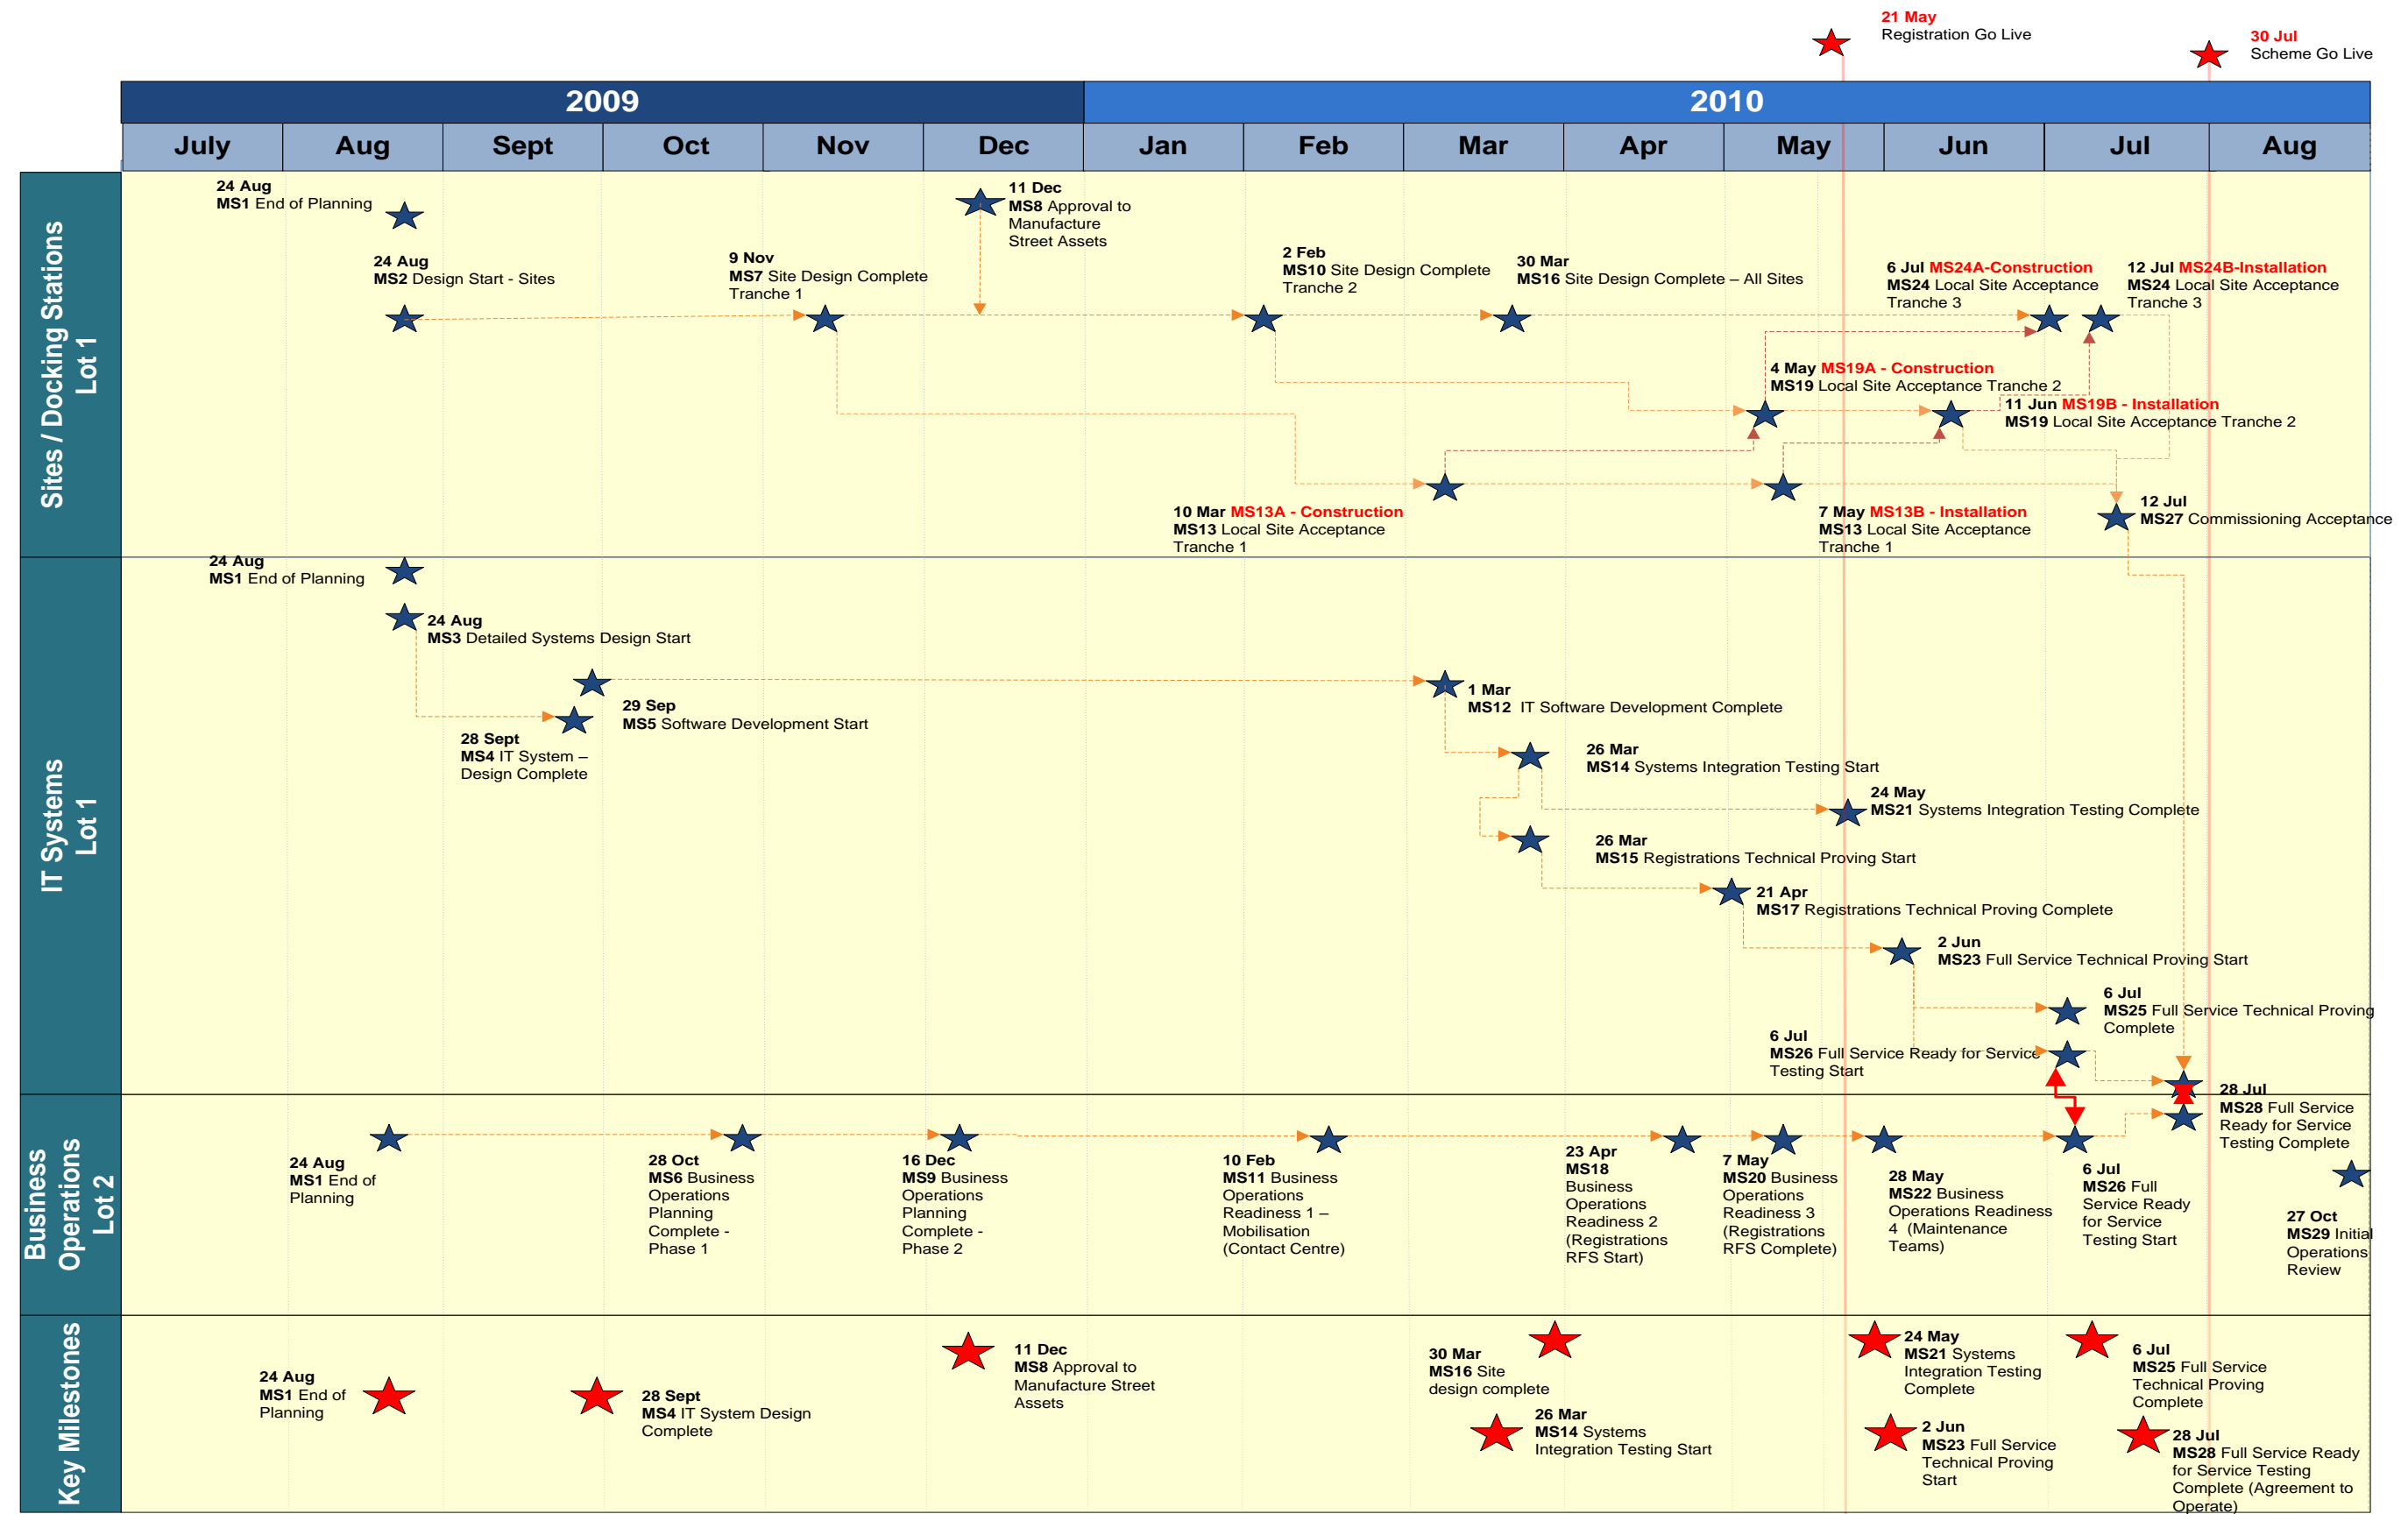 21 May
Registration Go Live
30 Jul
Scheme Go Live
2009
2010
July
Aug
Sept
Oct
Nov
Dec
Jan
Feb
Mar
Apr
May
Jun
Jul
Aug
Sites / Docking Stations
Lot 1
24 Aug
MS1 End of Planning
24 Aug
MS2 Design Start - Sites
9 Nov
MS7 Site Design Complete
Tranche 1
11 Dec
MS8 Approval to
Manufacture
Street Assets
2 Feb
MS10 Site Design Complete
Tranche 2
30 Mar
MS16 Site Design Complete – All Sites
6 Jul MS24A-Construction
MS24 Local Site Acceptance
Tranche 3
12 Jul MS24B-Installation
MS24 Local Site Acceptance
Tranche 3
4 May MS19A - Construction
MS19 Local Site Acceptance Tranche 2
11 Jun MS19B - Installation
MS19 Local Site Acceptance Tranche 2
10 Mar MS13A - Construction
MS13 Local Site Acceptance
Tranche 1
7 May MS13B - Installation
MS13 Local Site Acceptance
Tranche 1
12 Jul
MS27 Commissioning Acceptance
IT Systems
Lot 1
24 Aug
MS1 End of Planning
24 Aug
MS3 Detailed Systems Design Start
29 Sep
MS5 Software Development Start
28 Sept
MS4 IT System –
Design Complete
1 Mar
MS12 IT Software Development Complete
26 Mar
MS14 Systems Integration Testing Start
24 May
MS21 Systems Integration Testing Complete
26 Mar
MS15 Registrations Technical Proving Start
21 Apr
MS17 Registrations Technical Proving Complete
2 Jun
MS23 Full Service Technical Proving Start
6 Jul
MS25 Full Service Technical Proving
Complete
6 Jul
MS26 Full Service Ready for Service
Testing Start
28 Jul
MS28 Full Service
Ready for Service
Testing Complete
Business
Operations
Lot 2
24 Aug
MS1 End of
Planning
28 Oct
MS6 Business
Operations
Planning
Complete -
Phase 1
16 Dec
MS9 Business
Operations
Planning
Complete -
Phase 2
10 Feb
MS11 Business
Operations
Readiness 1 –
Mobilisation
(Contact Centre)
23 Apr
MS18
Business
Operations
Readiness 2
(Registrations
RFS Start)
7 May
MS20 Business
Operations
Readiness 3
(Registrations
RFS Complete)
28 May
MS22 Business
Operations Readiness
4 (Maintenance
Teams)
6 Jul
MS26 Full
Service Ready
for Service
Testing Start
27 Oct
MS29 Initial
Operations
Review
Key Milestones
24 Aug
MS1 End of
Planning
28 Sept
MS4 IT System Design
Complete
11 Dec
MS8 Approval to
Manufacture Street
Assets
30 Mar
MS16 Site
design complete
26 Mar
MS14 Systems
Integration Testing Start
24 May
MS21 Systems
Integration Testing
Complete
2 Jun
MS23 Full Service
Technical Proving
Start
6 Jul
MS25 Full Service
Technical Proving
Complete
28 Jul
MS28 Full Service Ready
for Service Testing
Complete (Agreement to
Operate)